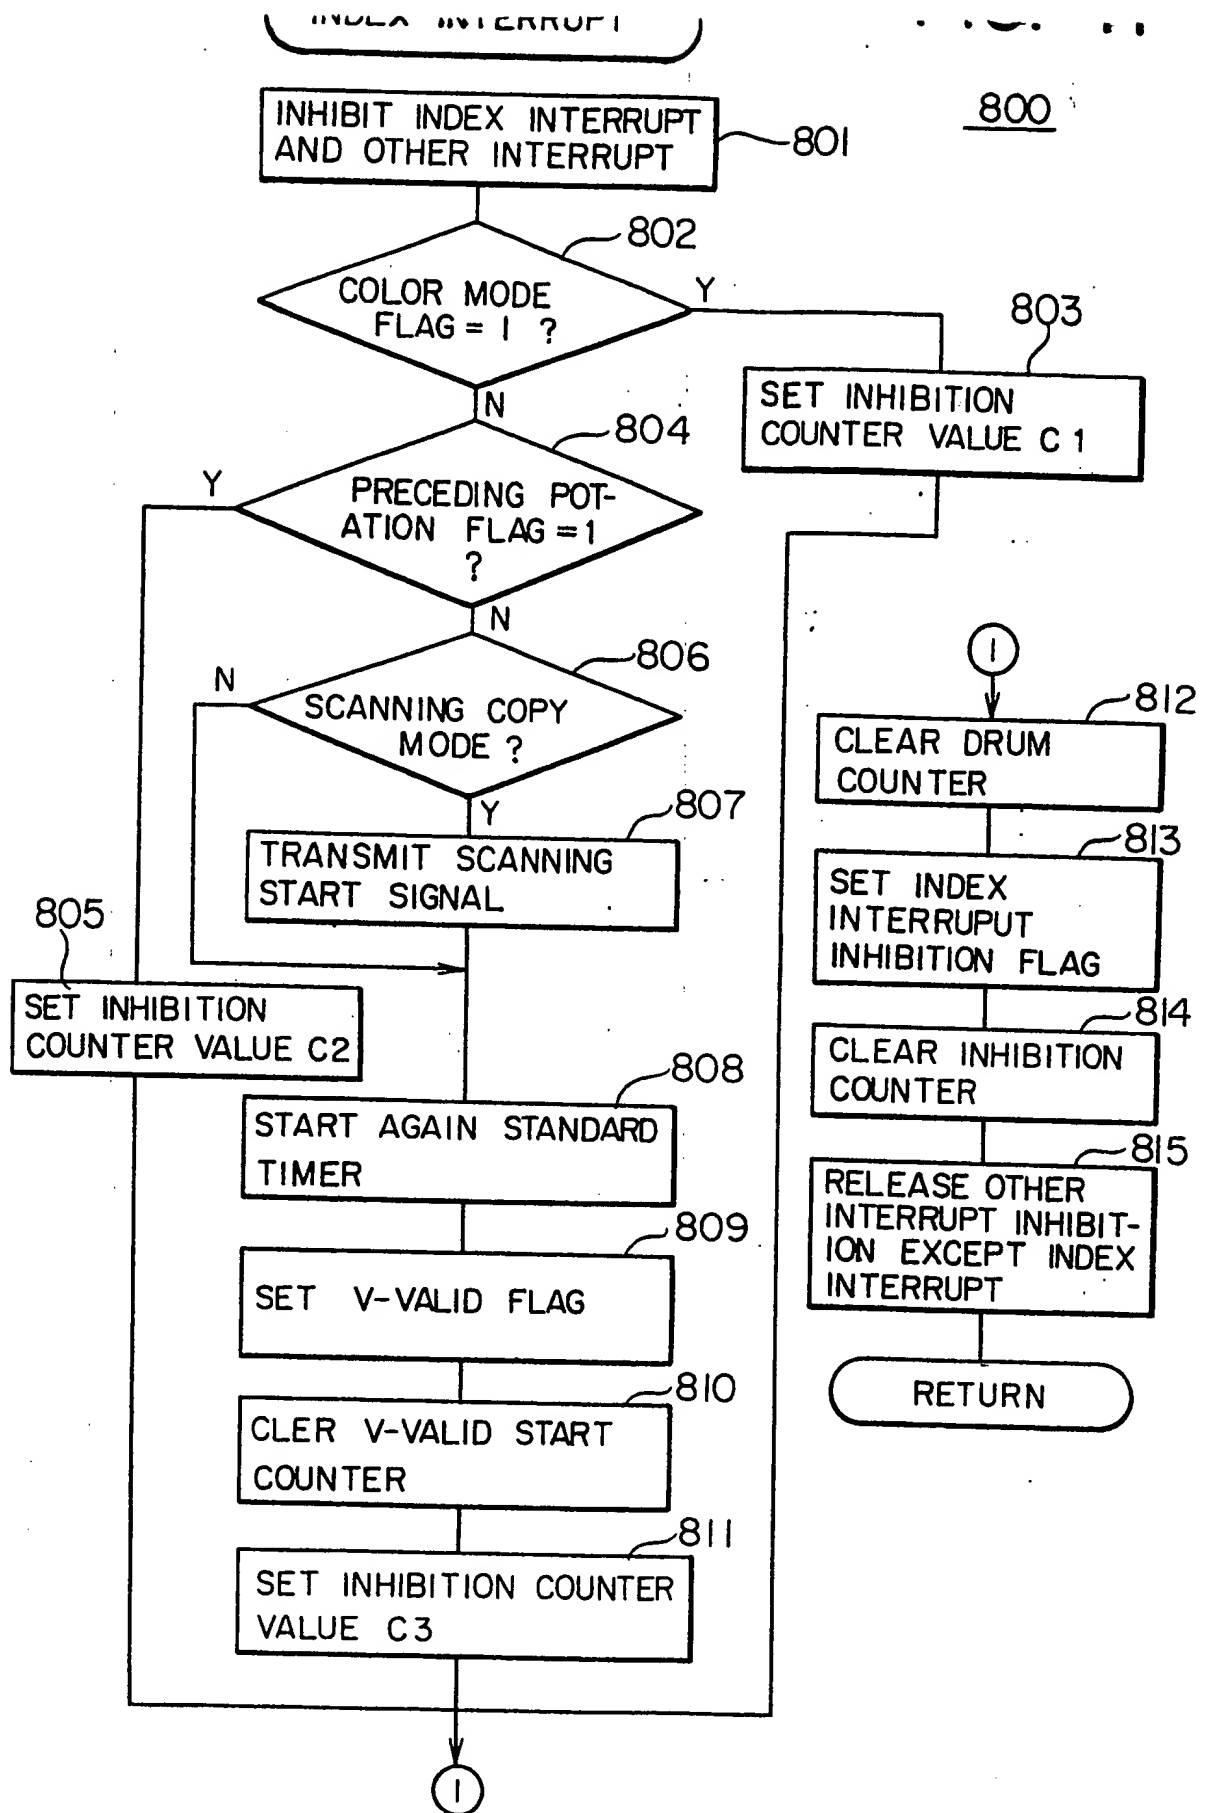 INDEX INTERRUPT
800
INHIBIT INDEX INTERRUPT
AND OTHER INTERRUPT
801
802
COLOR MODE
FLAG = 1 ?
Y
N
803
SET INHIBITION
COUNTER VALUE C 1
804
PRECEDING POT-
ATION FLAG = 1
?
Y
N
806
SCANNING COPY
MODE ?
N
Y
807
TRANSMIT SCANNING
START SIGNAL
805
SET INHIBITION
COUNTER VALUE C2
808
START AGAIN STANDARD
TIMER
809
SET V-VALID FLAG
810
CLER V-VALID START
COUNTER
811
SET INHIBITION COUNTER
VALUE C3
1
1
812
CLEAR DRUM
COUNTER
813
SET INDEX
INTERRUPUT
INHIBITION FLAG
814
CLEAR INHIBITION
COUNTER
815
RELEASE OTHER
INTERRUPT INHIBIT-
ION EXCEPT INDEX
INTERRUPT
RETURN